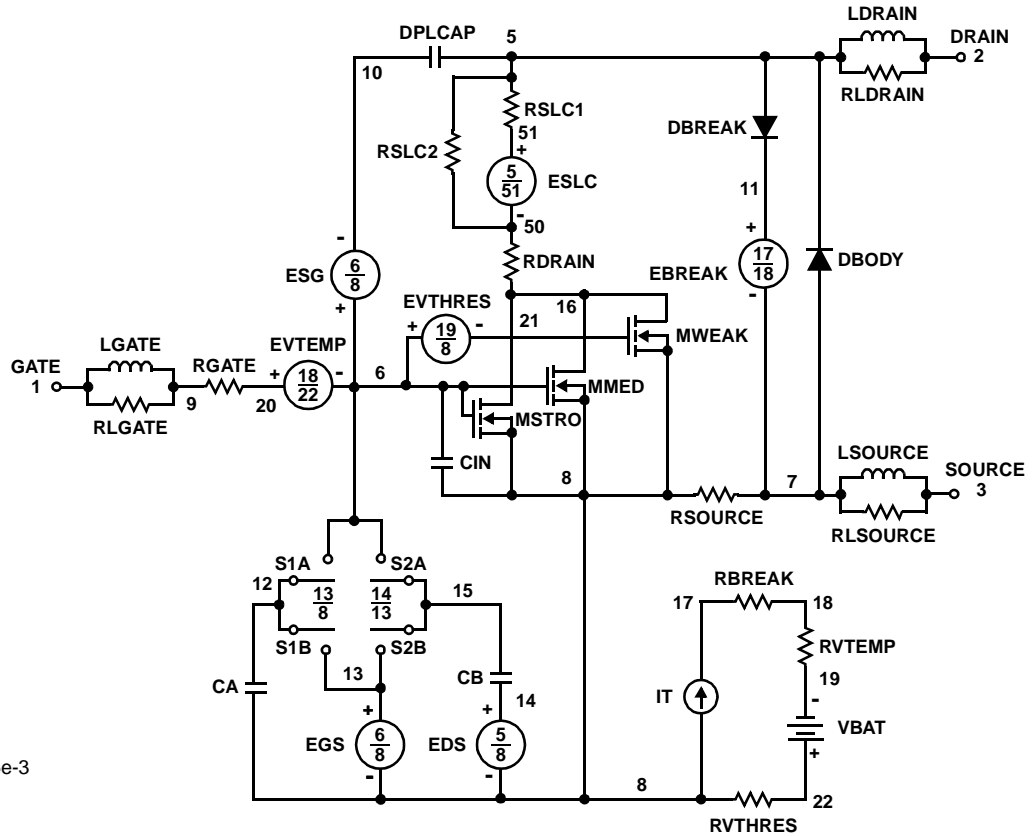 LDRAIN
DPLCAP 5 DRAIN
2
10
RLDRAIN
RSLC1
51
DBREAK
+
RSLC2
5
51
ESLC
11
-
50
+
-
17
18
DBODY
6
8
RDRAIN
EBREAK
ESG
-
EVTHRES
16
+
21
+ 19
8 -
MWEAK
LGATE EVTEMP
GATE RGATE
1
+ 18
22 -
6
MMED
9 20
RLGATE
MSTRO
LSOURCE
CIN
8 7 SOURCE
3
RSOURCE
RLSOURCE
S1A S2A
12
13
8
14
13
15
RBREAK
17 18
S1B S2B
RVTEMP
13 CB
19
CA
14
IT
-
+ +
VBAT
EGS 6
8
EDS 5
8
+
- -
8
22
RVTHRES
e-3